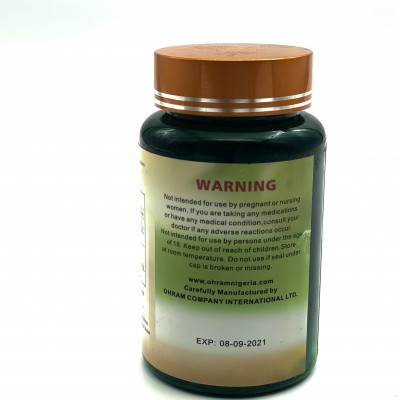 WARNING
Not intended for use by pregnant or nursing
women. If you are taking any medications
or have any medical condition,consult your
doctor if any adverse reactions occur.
Not intended for use by persons under the age
of 18. Keep out of reach of children. Store
at room temperature. Do not use if seal under
cap is broken or missing.
www.ohramnigeria.com
Carefully Manufactured by
OHRAM COMPANY INTERNATIONAL LTD.
EXP: 08-09-2021